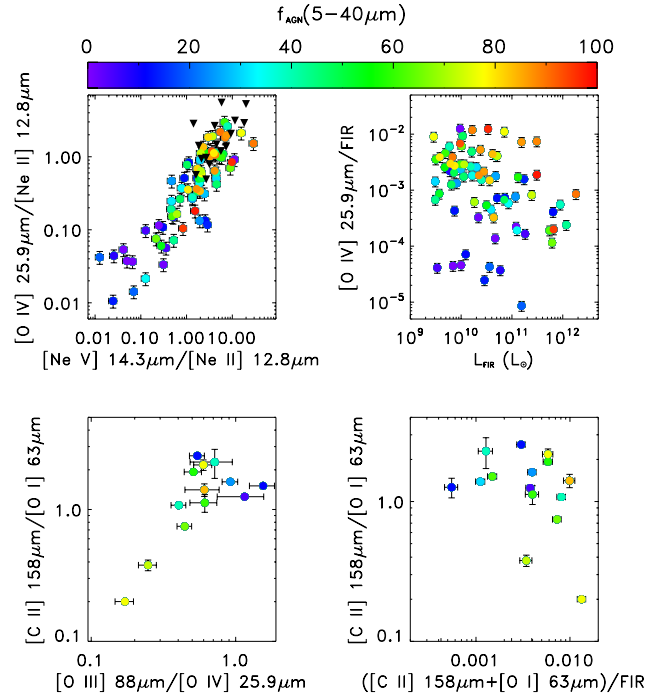 f_AGN(5–40μm)
0 20 40 60 80 100
[O IV] 25.9μm/[Ne II] 12.8μm
1.00
0.10
0.01
0.01 0.10 1.00 10.00
[Ne V] 14.3μm/[Ne II] 12.8μm
[O IV] 25.9μm/FIR
10^-2
10^-3
10^-4
10^-5
10^9 10^10 10^11 10^12
L_FIR (L_⊙)
[C II] 158μm/[O I] 63μm
1.0
0.1
0.1 1.0
[O III] 88μm/[O IV] 25.9μm
[C II] 158μm/[O I] 63μm
1.0
0.1
0.001 0.010
([C II] 158μm+[O I] 63μm)/FIR